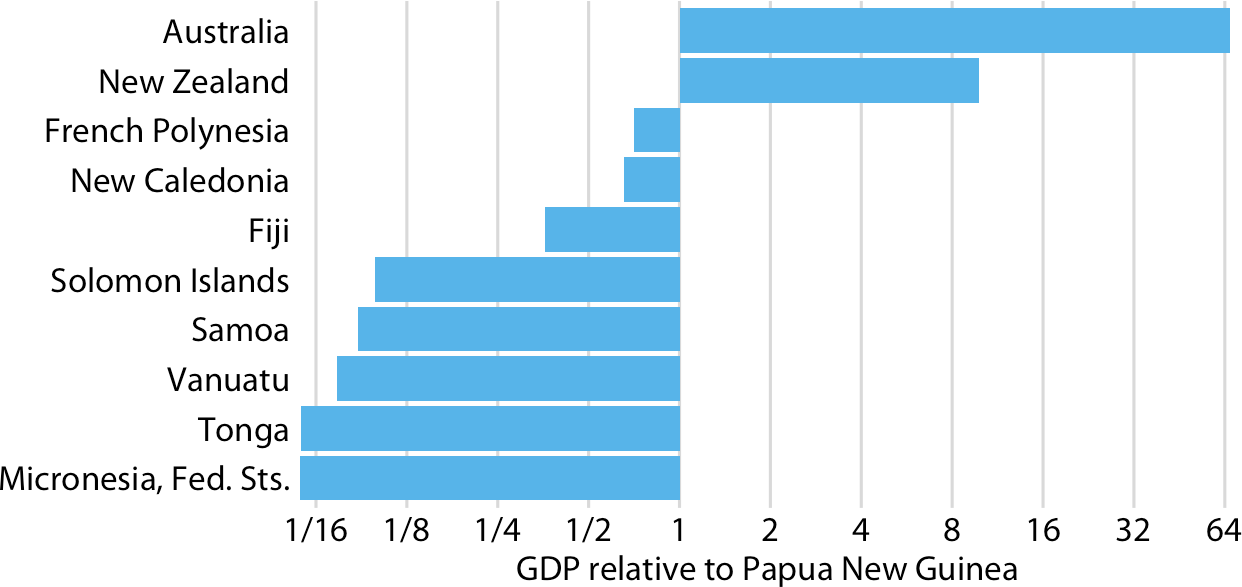 Australia
New Zealand
French Polynesia
New Caledonia
Fiji
Solomon Islands
Samoa
Vanuatu
Tonga
Micronesia, Fed. Sts.
1/16 1/8 1/4 1/2 1 2 4 8 16 32 64
GDP relative to Papua New Guinea